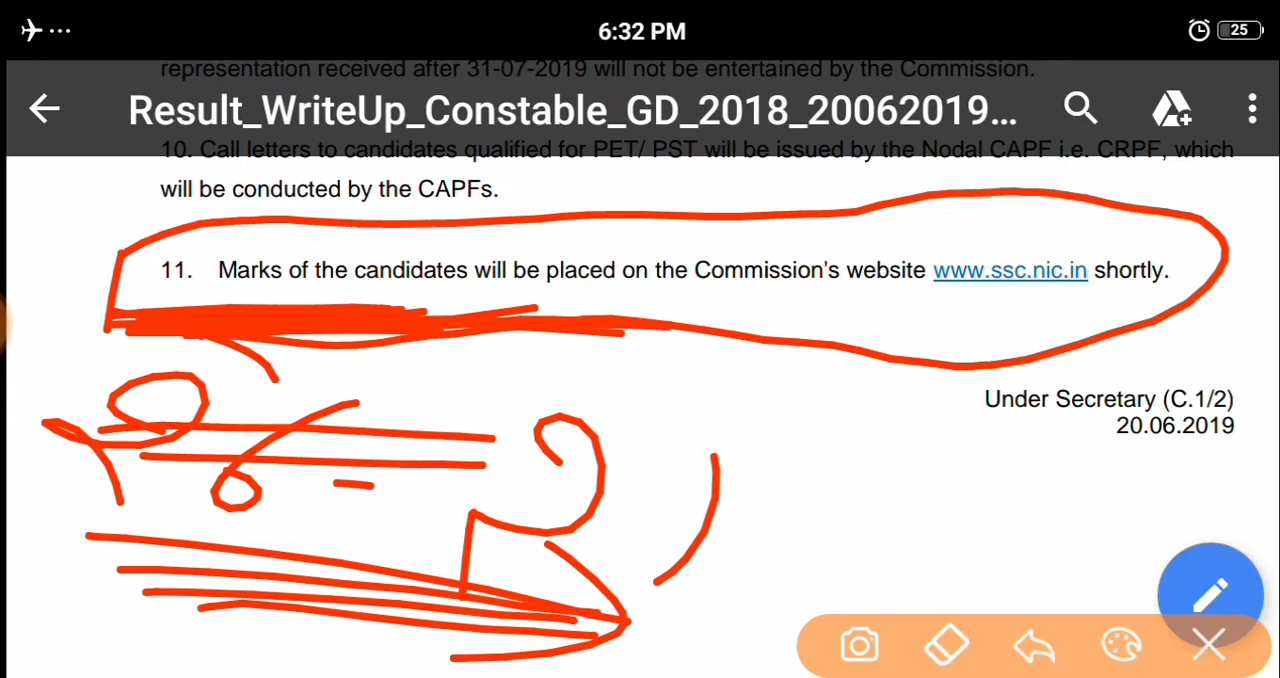 6:32 PM
25
representation received after 31-07-2019 will not be entertained by the Commission.
Result_WriteUp_Constable_GD_2018_20062019...
10. Call letters to candidates qualified for PET/ PST will be issued by the Nodal CAPF i.e. CRPF, which
will be conducted by the CAPFs.
11. Marks of the candidates will be placed on the Commission's website www.ssc.nic.in shortly.
Under Secretary (C.1/2)
20.06.2019